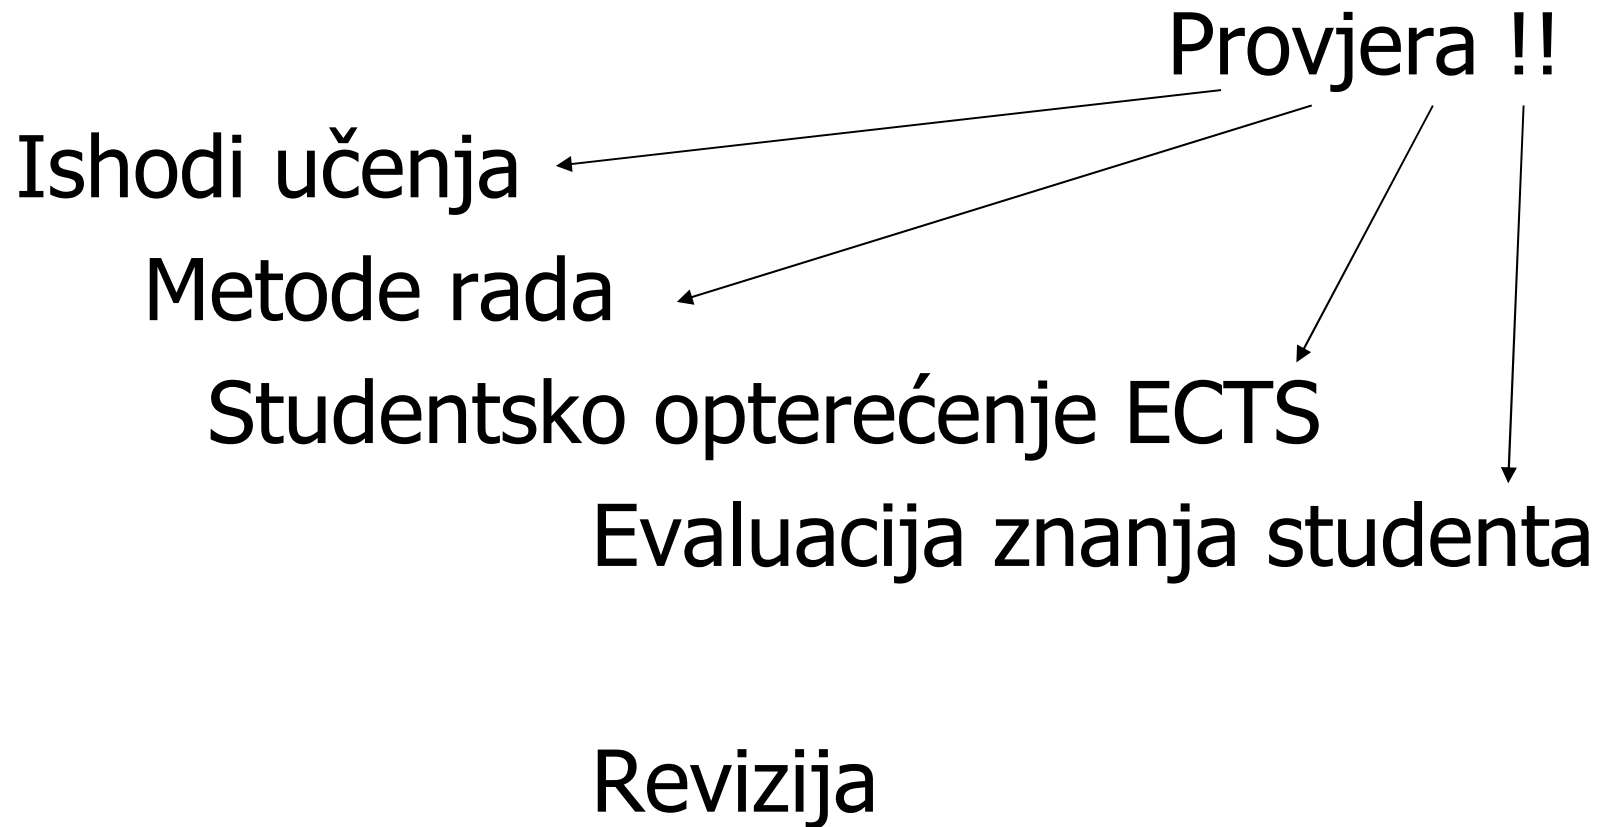 Provjera !!
Ishodi učenja
Metode rada
Studentsko opterećenje ECTS
Evaluacija znanja studenta
Revizija